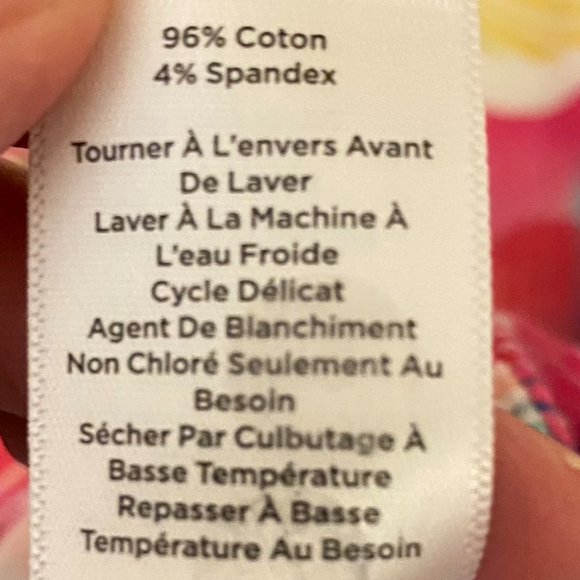 96% Coton
4% Spandex
Tourner À L'envers Avant
De Laver
Laver À La Machine À
L'eau Froide
Cycle Délicat
Agent De Blanchiment
Non Chloré Seulement Au
Besoin
Sécher Par Culbutage À
Basse Température
Repasser À Basse
Température Au Besoin